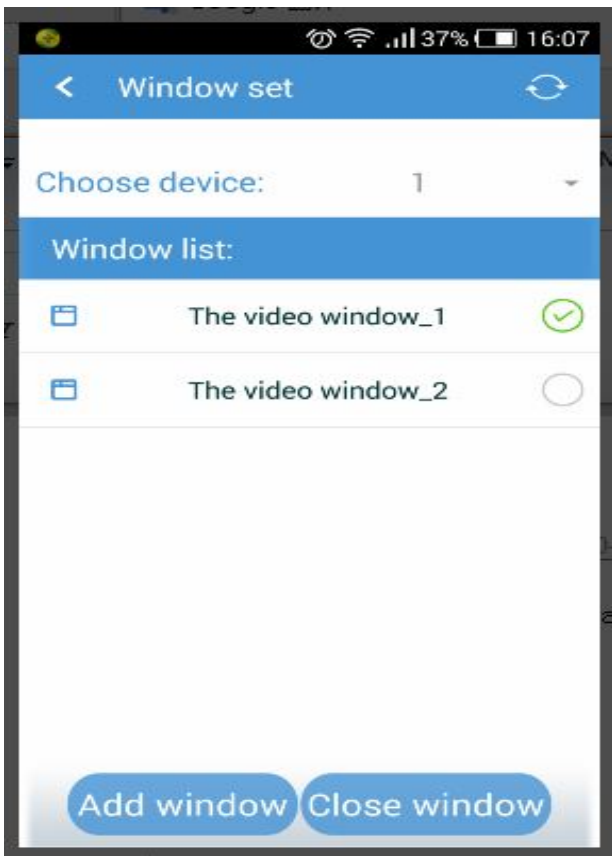 37% 16:07
Window set
Choose device: 1
Window list:
The video window_1
The video window_2
Add window Close window